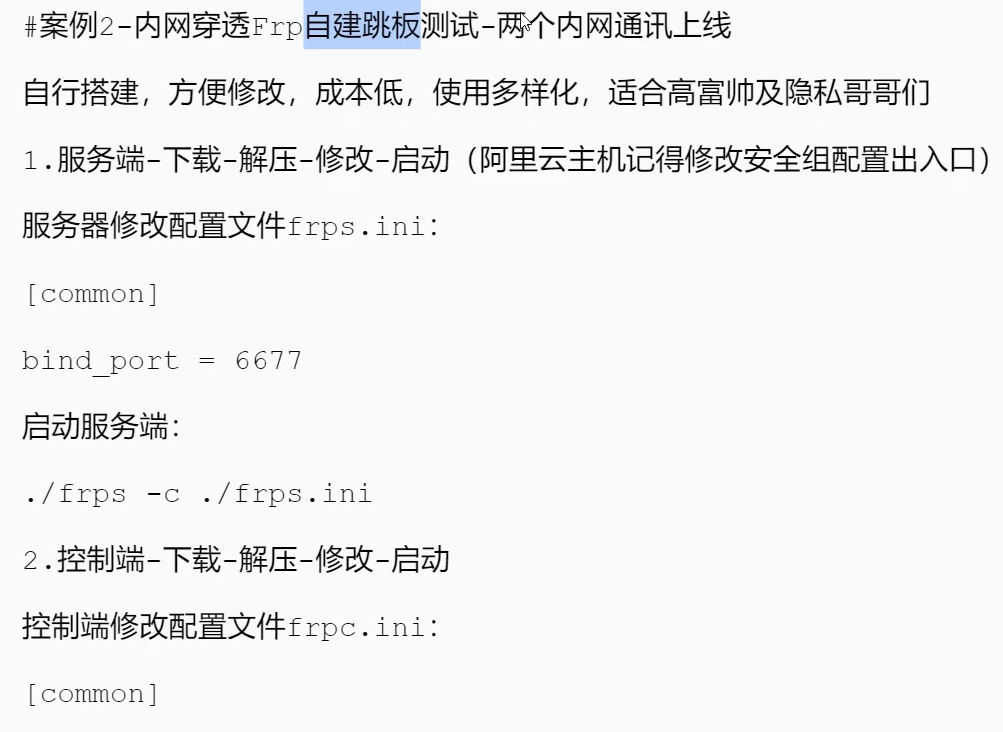 #案例2-内网穿透Frp自建跳板测试-两个内网通讯上线
自行搭建，方便修改，成本低，使用多样化，适合高富帅及隐私哥哥们
1.服务端-下载-解压-修改-启动（阿里云主机记得修改安全组配置出入口）
服务器修改配置文件frps.ini：
[common]
bind_port = 6677
启动服务端：
./frps -c ./frps.ini
2.控制端-下载-解压-修改-启动
控制端修改配置文件frpc.ini：
[common]